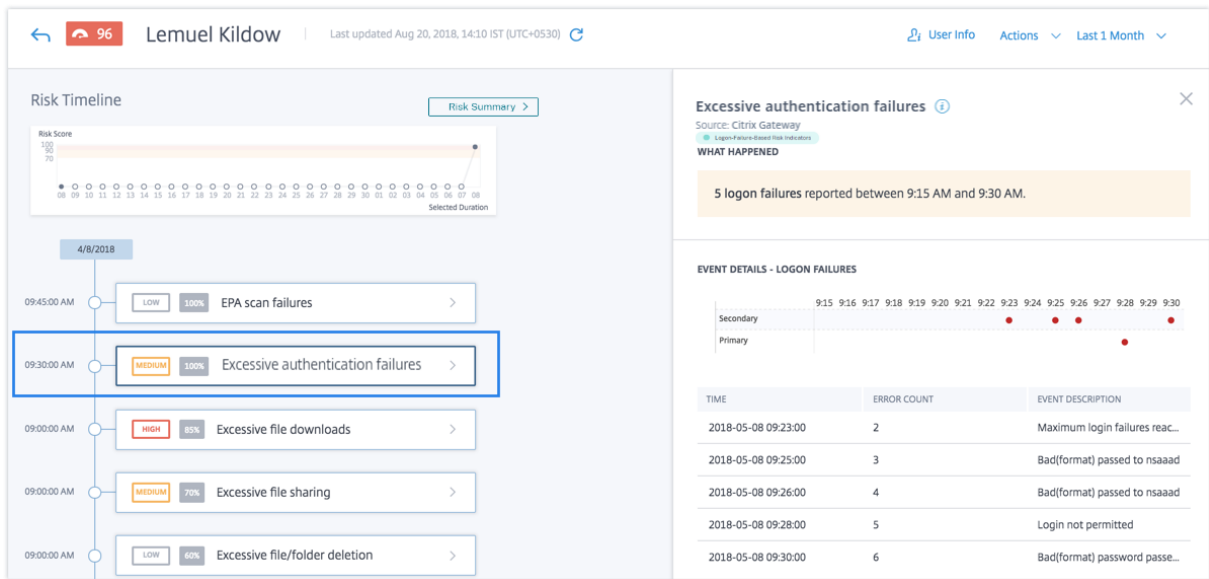 96 Lemuel Kildow Last updated Aug 20, 2018, 14:10 IST (UTC+0530) User Info Actions Last 1 Month
Risk Timeline
Risk Summary >
Risk Score
100
90
70
08 09 10 11 12 13 14 15 16 17 18 19 20 21 22 23 24 25 26 27 28 29 30 01 02 03 04 05 06 07 08
Selected Duration
4/8/2018
09:45:00 AM LOW 100% EPA scan failures
09:30:00 AM MEDIUM 100% Excessive authentication failures
09:00:00 AM HIGH 85% Excessive file downloads
09:00:00 AM MEDIUM 70% Excessive file sharing
09:00:00 AM LOW 60% Excessive file/folder deletion
Excessive authentication failures
Source: Citrix Gateway
Logon-Failure-Based Risk Indicators
WHAT HAPPENED
5 logon failures reported between 9:15 AM and 9:30 AM.
EVENT DETAILS - LOGON FAILURES
9:15 9:16 9:17 9:18 9:19 9:20 9:21 9:22 9:23 9:24 9:25 9:26 9:27 9:28 9:29 9:30
Secondary
Primary
TIME ERROR COUNT EVENT DESCRIPTION
2018-05-08 09:23:00 2 Maximum login failures reac...
2018-05-08 09:25:00 3 Bad(format) passed to nsaaad
2018-05-08 09:26:00 4 Bad(format) passed to nsaaad
2018-05-08 09:28:00 5 Login not permitted
2018-05-08 09:30:00 6 Bad(format) password passe...